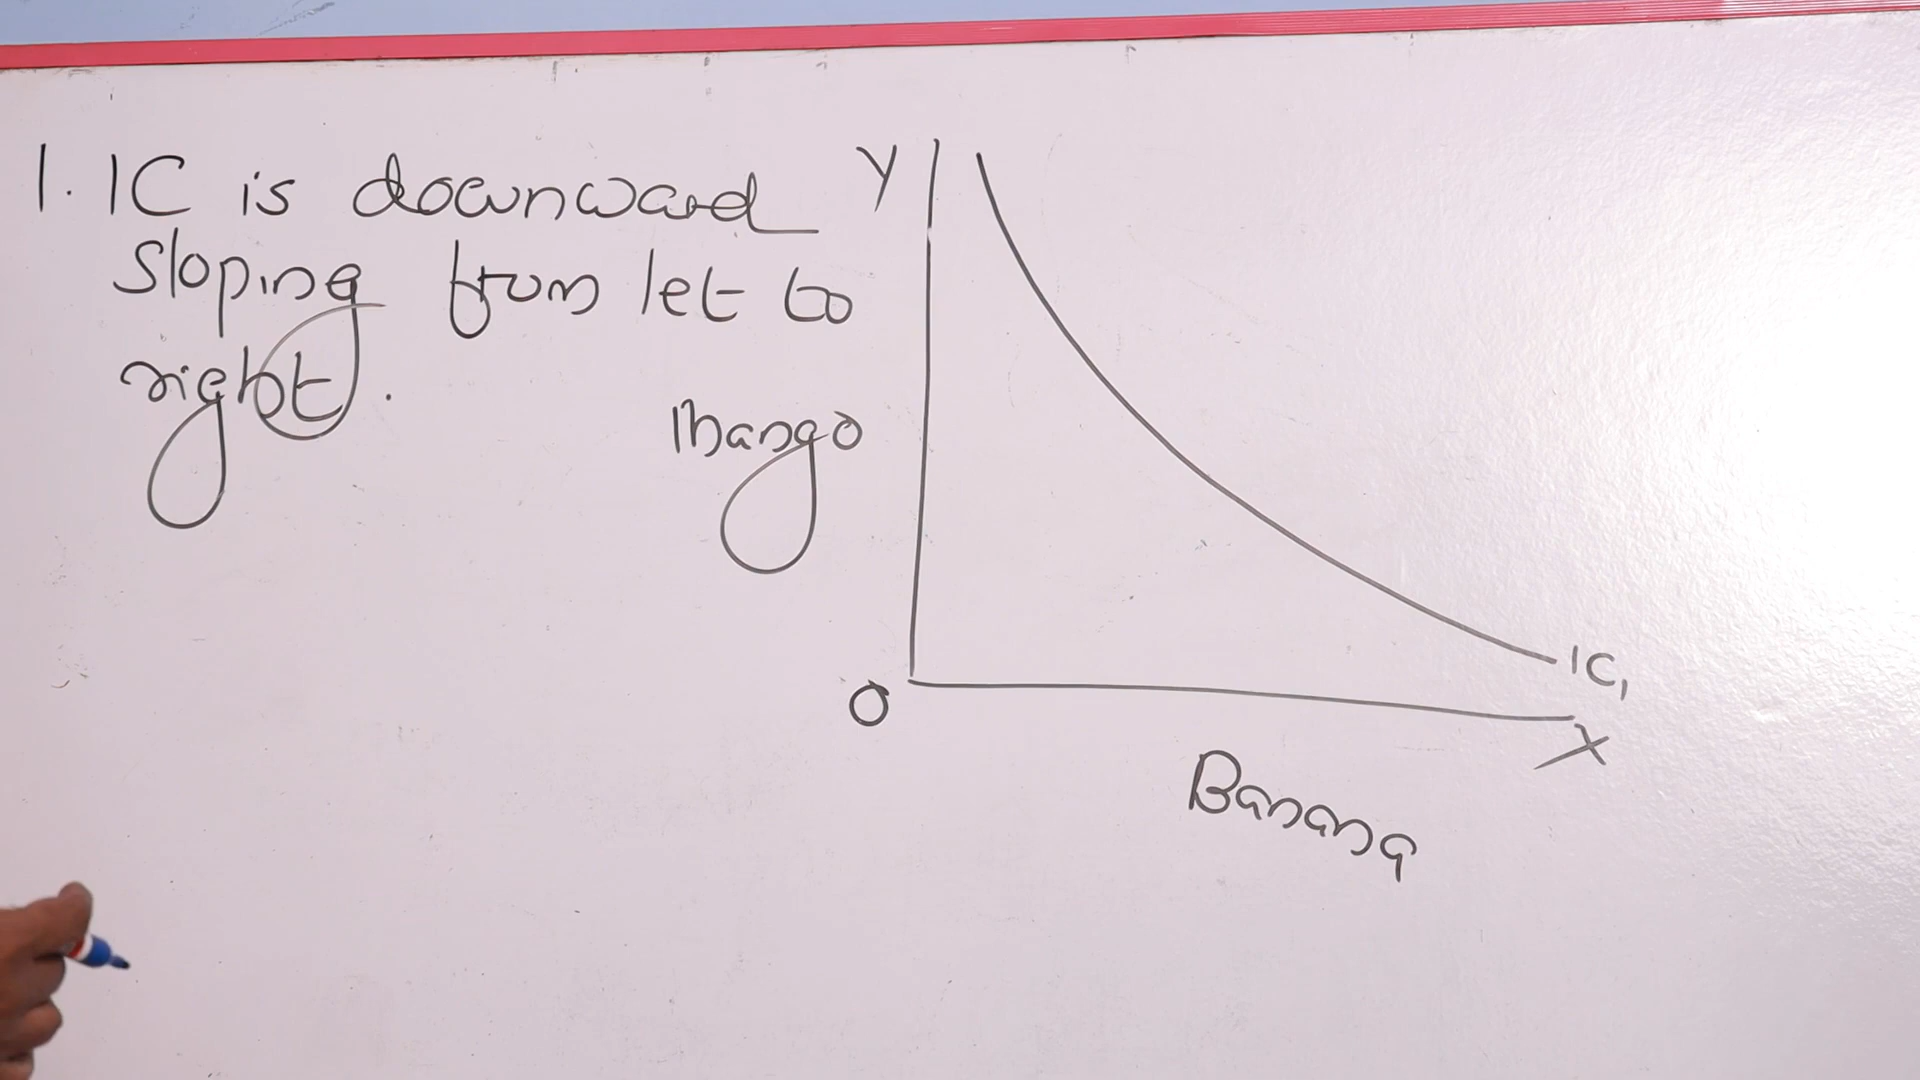 1. IC is downward
sloping from let to
right.
Y
Mango
O
IC1
X
Banana